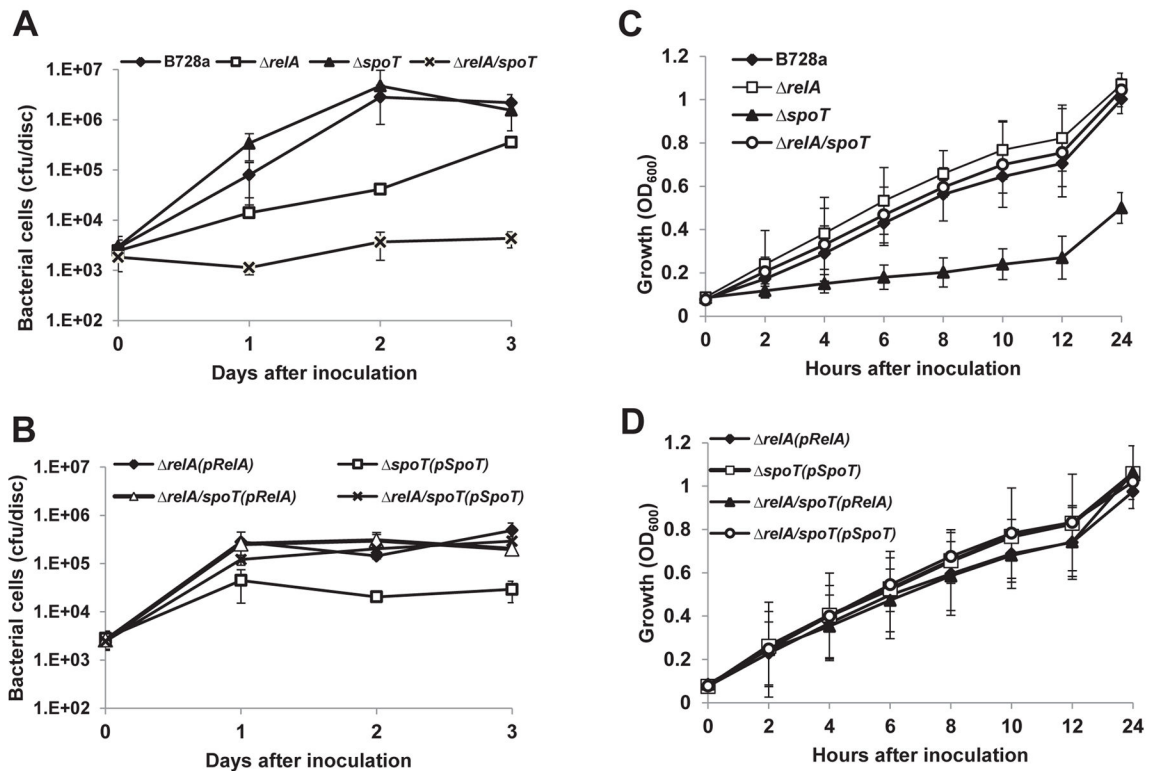 A
B728a ΔrelA ΔspoT ΔrelA/spoT
Bacterial cells (cfu/disc)
1.E+07
1.E+06
1.E+05
1.E+04
1.E+03
1.E+02
0 1 2 3
Days after inoculation
B
ΔrelA(pRelA) ΔspoT(pSpoT)
ΔrelA/spoT(pRelA) ΔrelA/spoT(pSpoT)
Bacterial cells (cfu/disc)
1.E+07
1.E+06
1.E+05
1.E+04
1.E+03
1.E+02
0 1 2 3
Days after inoculation
C
B728a
ΔrelA
ΔspoT
ΔrelA/spoT
Growth (OD600)
1.2
1
0.8
0.6
0.4
0.2
0
0 2 4 6 8 10 12 24
Hours after inoculation
D
ΔrelA(pRelA)
ΔspoT(pSpoT)
ΔrelA/spoT(pRelA)
ΔrelA/spoT(pSpoT)
Growth (OD600)
1.2
1
0.8
0.6
0.4
0.2
0
0 2 4 6 8 10 12 24
Hours after inoculation